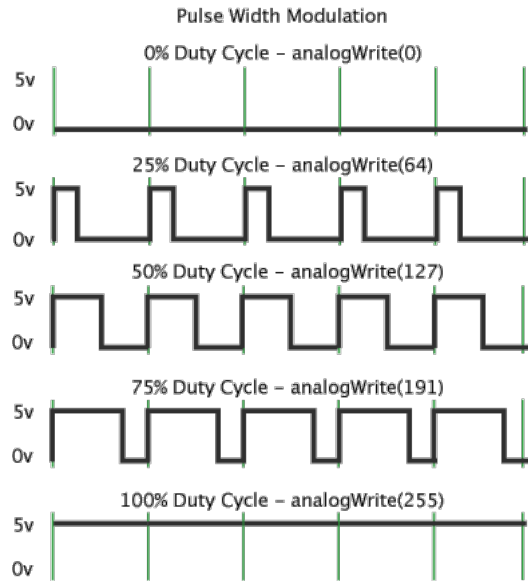 Pulse Width Modulation
0% Duty Cycle – analogWrite(0)
5v
0v
25% Duty Cycle – analogWrite(64)
5v
0v
50% Duty Cycle – analogWrite(127)
5v
0v
75% Duty Cycle – analogWrite(191)
5v
0v
100% Duty Cycle – analogWrite(255)
5v
0v